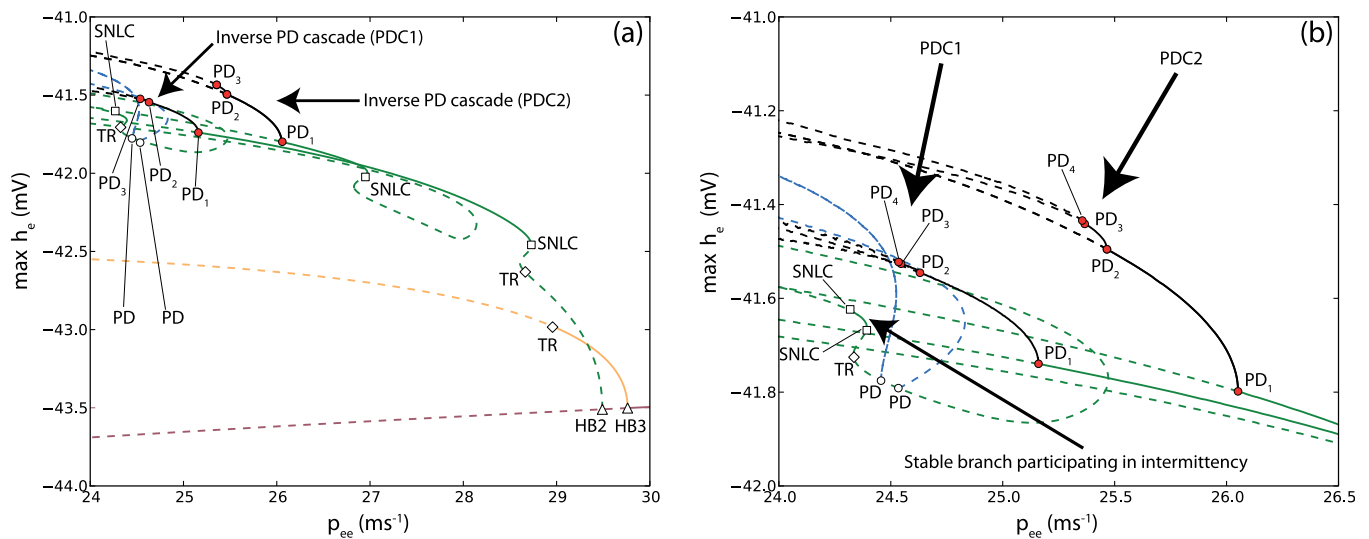 (a)
SNLC
Inverse PD cascade (PDC1)
PD3
Inverse PD cascade (PDC2)
PD2
PD1
TR
PD3
PD2
PD1
SNLC
SNLC
TR
PD
PD
TR
HB2
HB3
−41.0
−41.5
−42.0
−42.5
−43.0
−43.5
−44.0
max he (mV)
24
25
26
27
28
29
30
pee (ms-1)
(b)
PDC1
PDC2
PD4
PD3
PD4
PD3
PD2
PD2
SNLC
SNLC
TR
PD
PD
PD1
PD1
Stable branch participating in intermittency
−41.0
−41.2
−41.4
−41.6
−41.8
−42.0
max he (mV)
24.0
24.5
25.0
25.5
26.0
26.5
pee (ms-1)